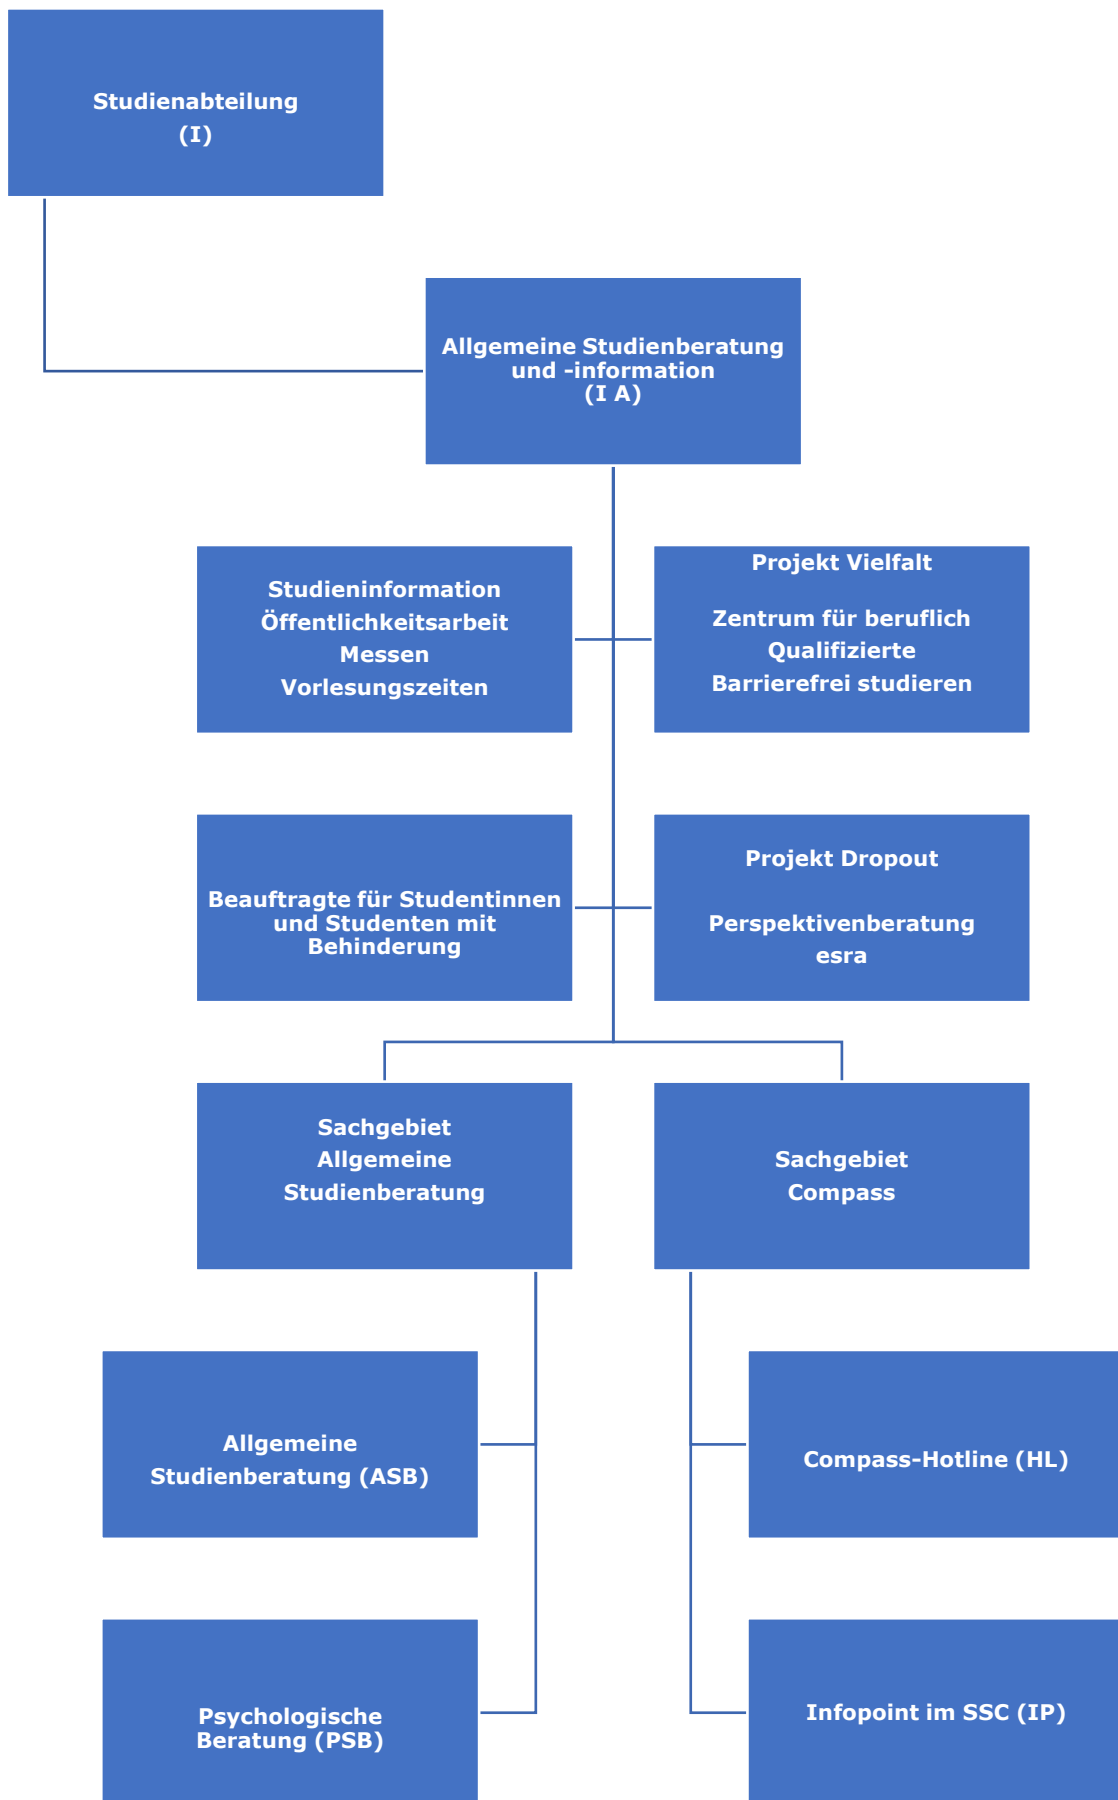 Studienabteilung
(I)
Allgemeine Studienberatung
und -information
(I A)
Studieninformation
Öffentlichkeitsarbeit
Messen
Vorlesungszeiten
Projekt Vielfalt
Zentrum für beruflich
Qualifizierte
Barrierefrei studieren
Beauftragte für Studentinnen
und Studenten mit
Behinderung
Projekt Dropout
Perspektivenberatung
esra
Sachgebiet
Allgemeine
Studienberatung
Sachgebiet
Compass
Allgemeine
Studienberatung (ASB)
Compass-Hotline (HL)
Psychologische
Beratung (PSB)
Infopoint im SSC (IP)